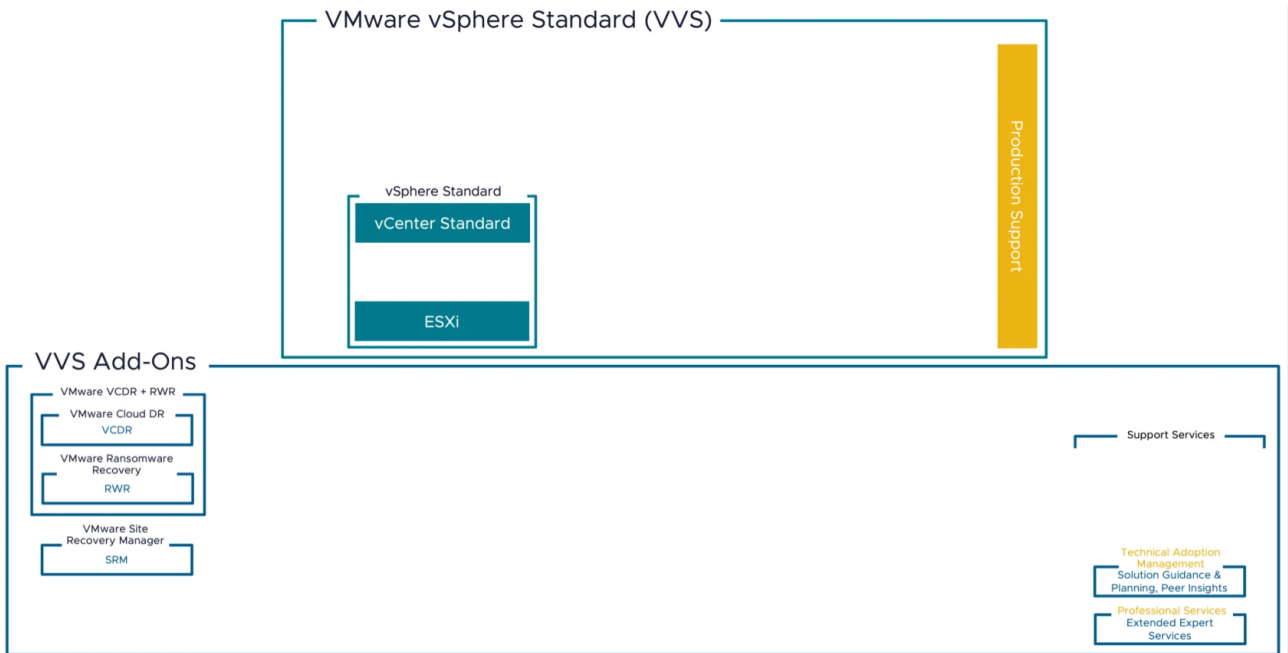 VMware vSphere Standard (VVS)
Production Support
vSphere Standard
vCenter Standard
ESXi
VVS Add-Ons
VMware VCDR + RWR
VMware Cloud DR
VCDR
VMware Ransomware
Recovery
RWR
VMware Site
Recovery Manager
SRM
Support Services
Technical Adoption
Management
Solution Guidance &
Planning, Peer Insights
Professional Services
Extended Expert
Services